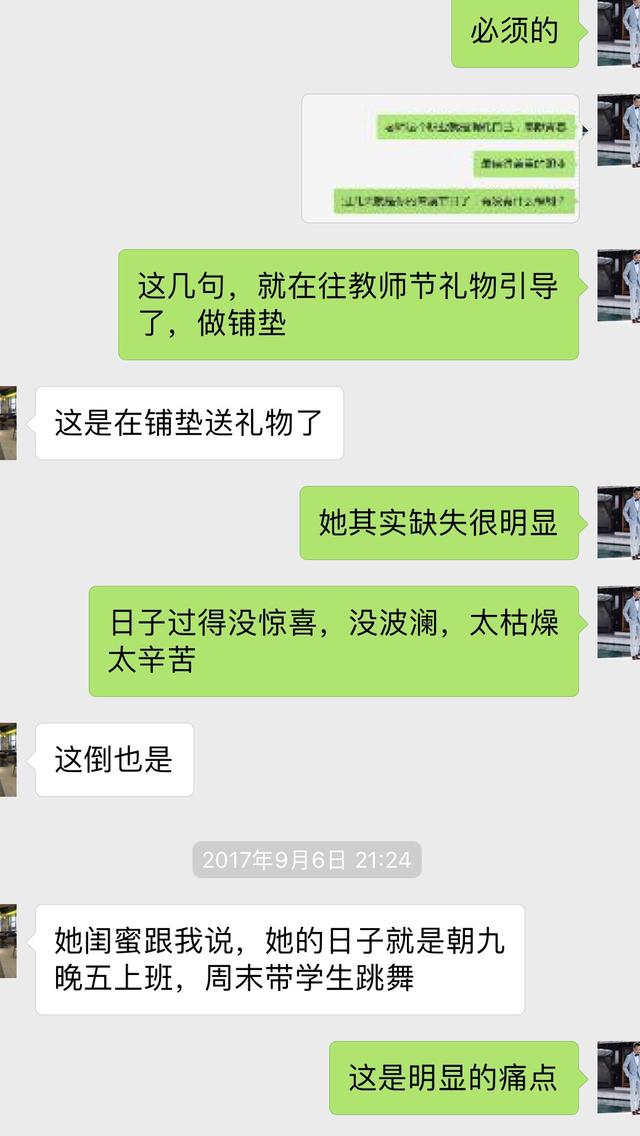 必须的
这几句，就在往教师节礼物引导
了，做铺垫
这是在铺垫送礼物了
她其实缺失很明显
日子过得没惊喜，没波澜，太枯燥
太辛苦
这倒也是
2017年9月6日 21:24
她闺蜜跟我说，她的日子就是朝九
晚五上班，周末带学生跳舞
这是明显的痛点